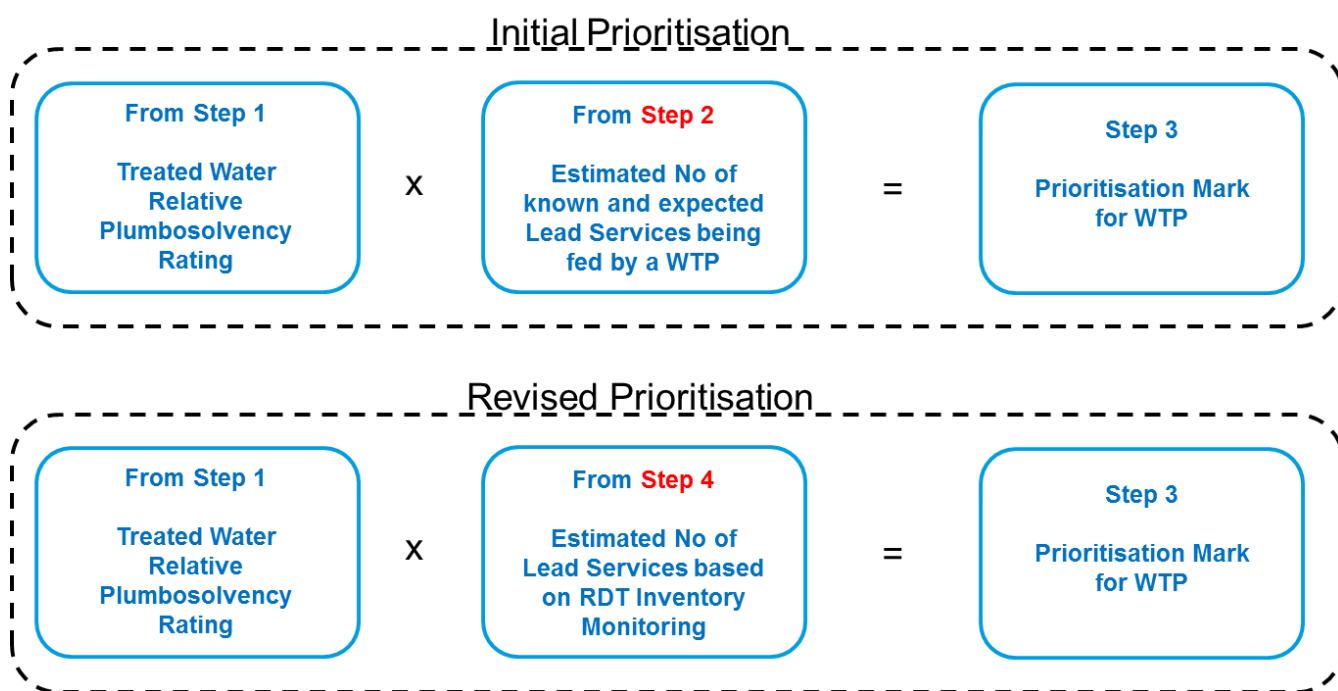 Initial Prioritisation
From Step 1
Treated Water
Relative
Plumbosolvency
Rating
x
From Step 2
Estimated No of
known and expected
Lead Services being
fed by a WTP
=
Step 3
Prioritisation Mark
for WTP
Revised Prioritisation
From Step 1
Treated Water
Relative
Plumbosolvency
Rating
x
From Step 4
Estimated No of
Lead Services based
on RDT Inventory
Monitoring
=
Step 3
Prioritisation Mark
for WTP